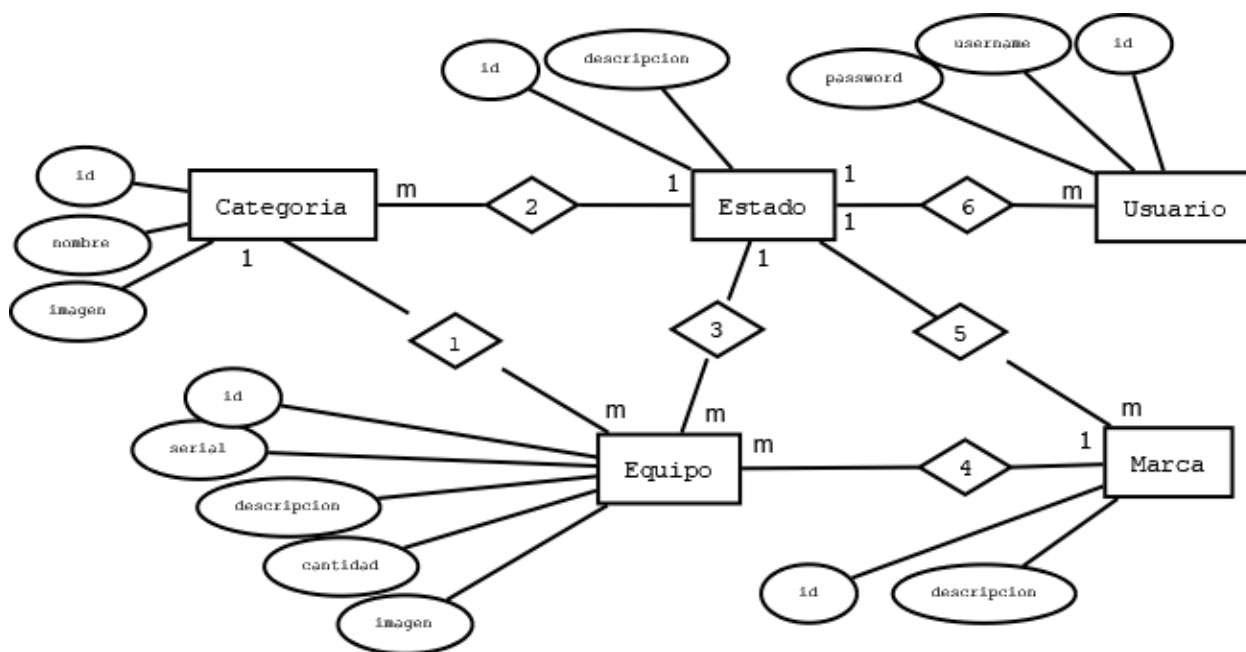 username
id
descripcion
id
password
id
Categoria
m
2
1
Estado
1
6
m
Usuario
1
nombre
1
1
imagen
3
5
1
id
m
m
m
serial
m
1
Equipo
4
Marca
descripcion
cantidad
id
descripcion
imagen